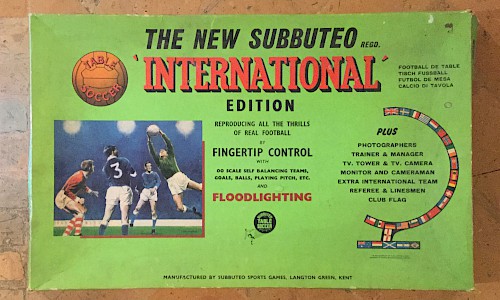 THE NEW SUBBUTEO REGD.
'INTERNATIONAL'
EDITION
TABLE
SOCCER
FOOTBALL DE TABLE
TISCH FUSSBALL
FUTBOL DE MESA
CALCIO DI TAVOLA
REPRODUCING ALL THE THRILLS
OF REAL FOOTBALL
BY
FINGERTIP CONTROL
WITH
OO SCALE SELF BALANCING TEAMS,
GOALS, BALLS, PLAYING PITCH, ETC.
AND
FLOODLIGHTING
3
PLUS
PHOTOGRAPHERS
TRAINER & MANAGER
TV. TOWER & TV. CAMERA
MONITOR AND CAMERAMAN
EXTRA INTERNATIONAL TEAM
REFEREE & LINESMEN
CLUB FLAG
TABLE
SOCCER
MANUFACTURED BY SUBBUTEO SPORTS GAMES, LANGTON GREEN, KENT